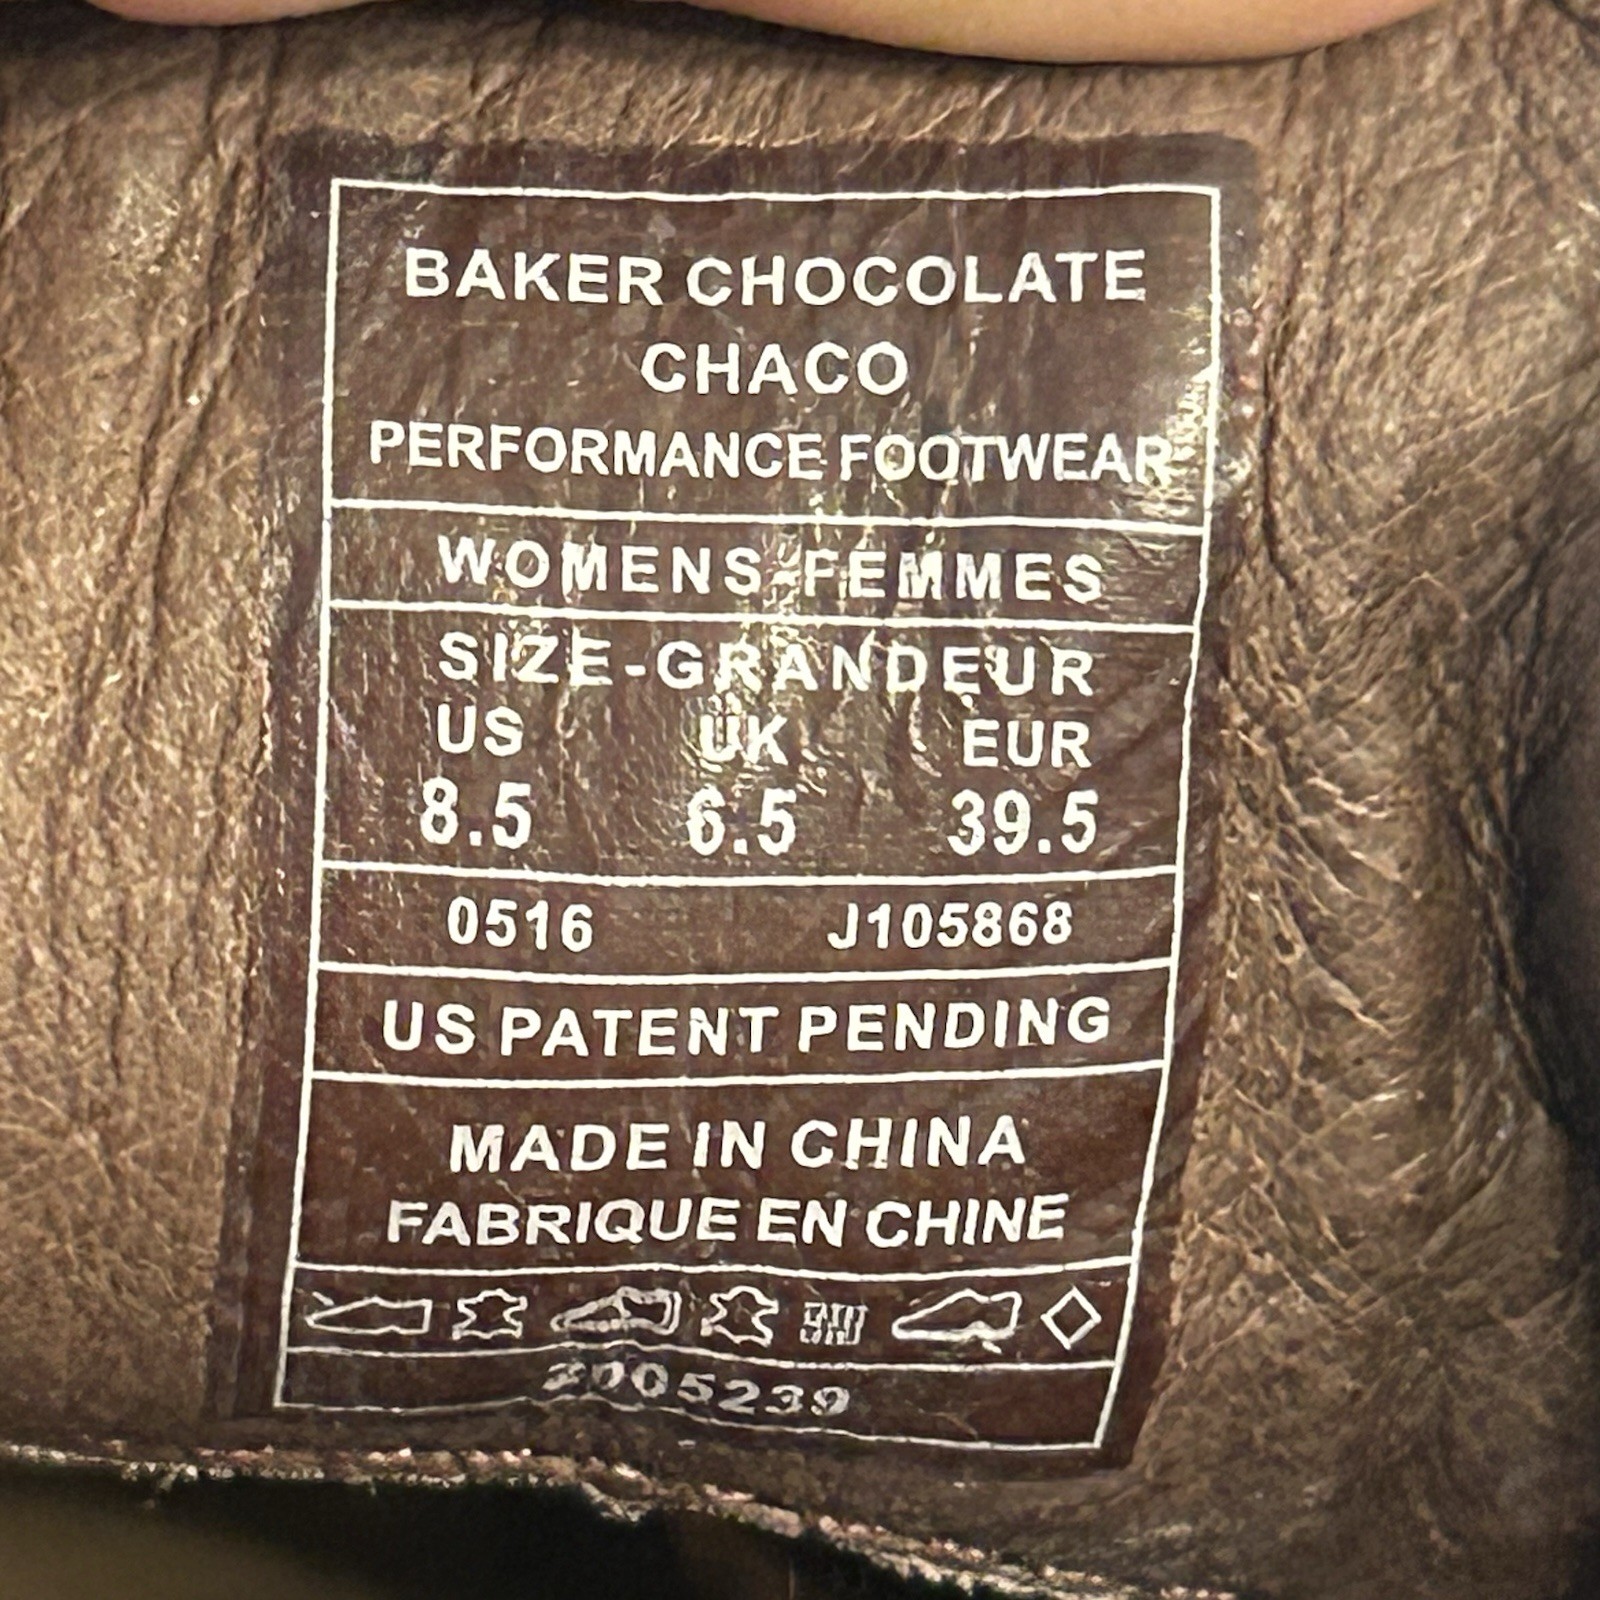 BAKER CHOCOLATE
CHACO
PERFORMANCE FOOTWEAR
WOMENS-FEMMES
SIZE-GRANDEUR
US UK EUR
8.5 6.5 39.5
0516 J105868
US PATENT PENDING
MADE IN CHINA
FABRIQUE EN CHINE
2005239